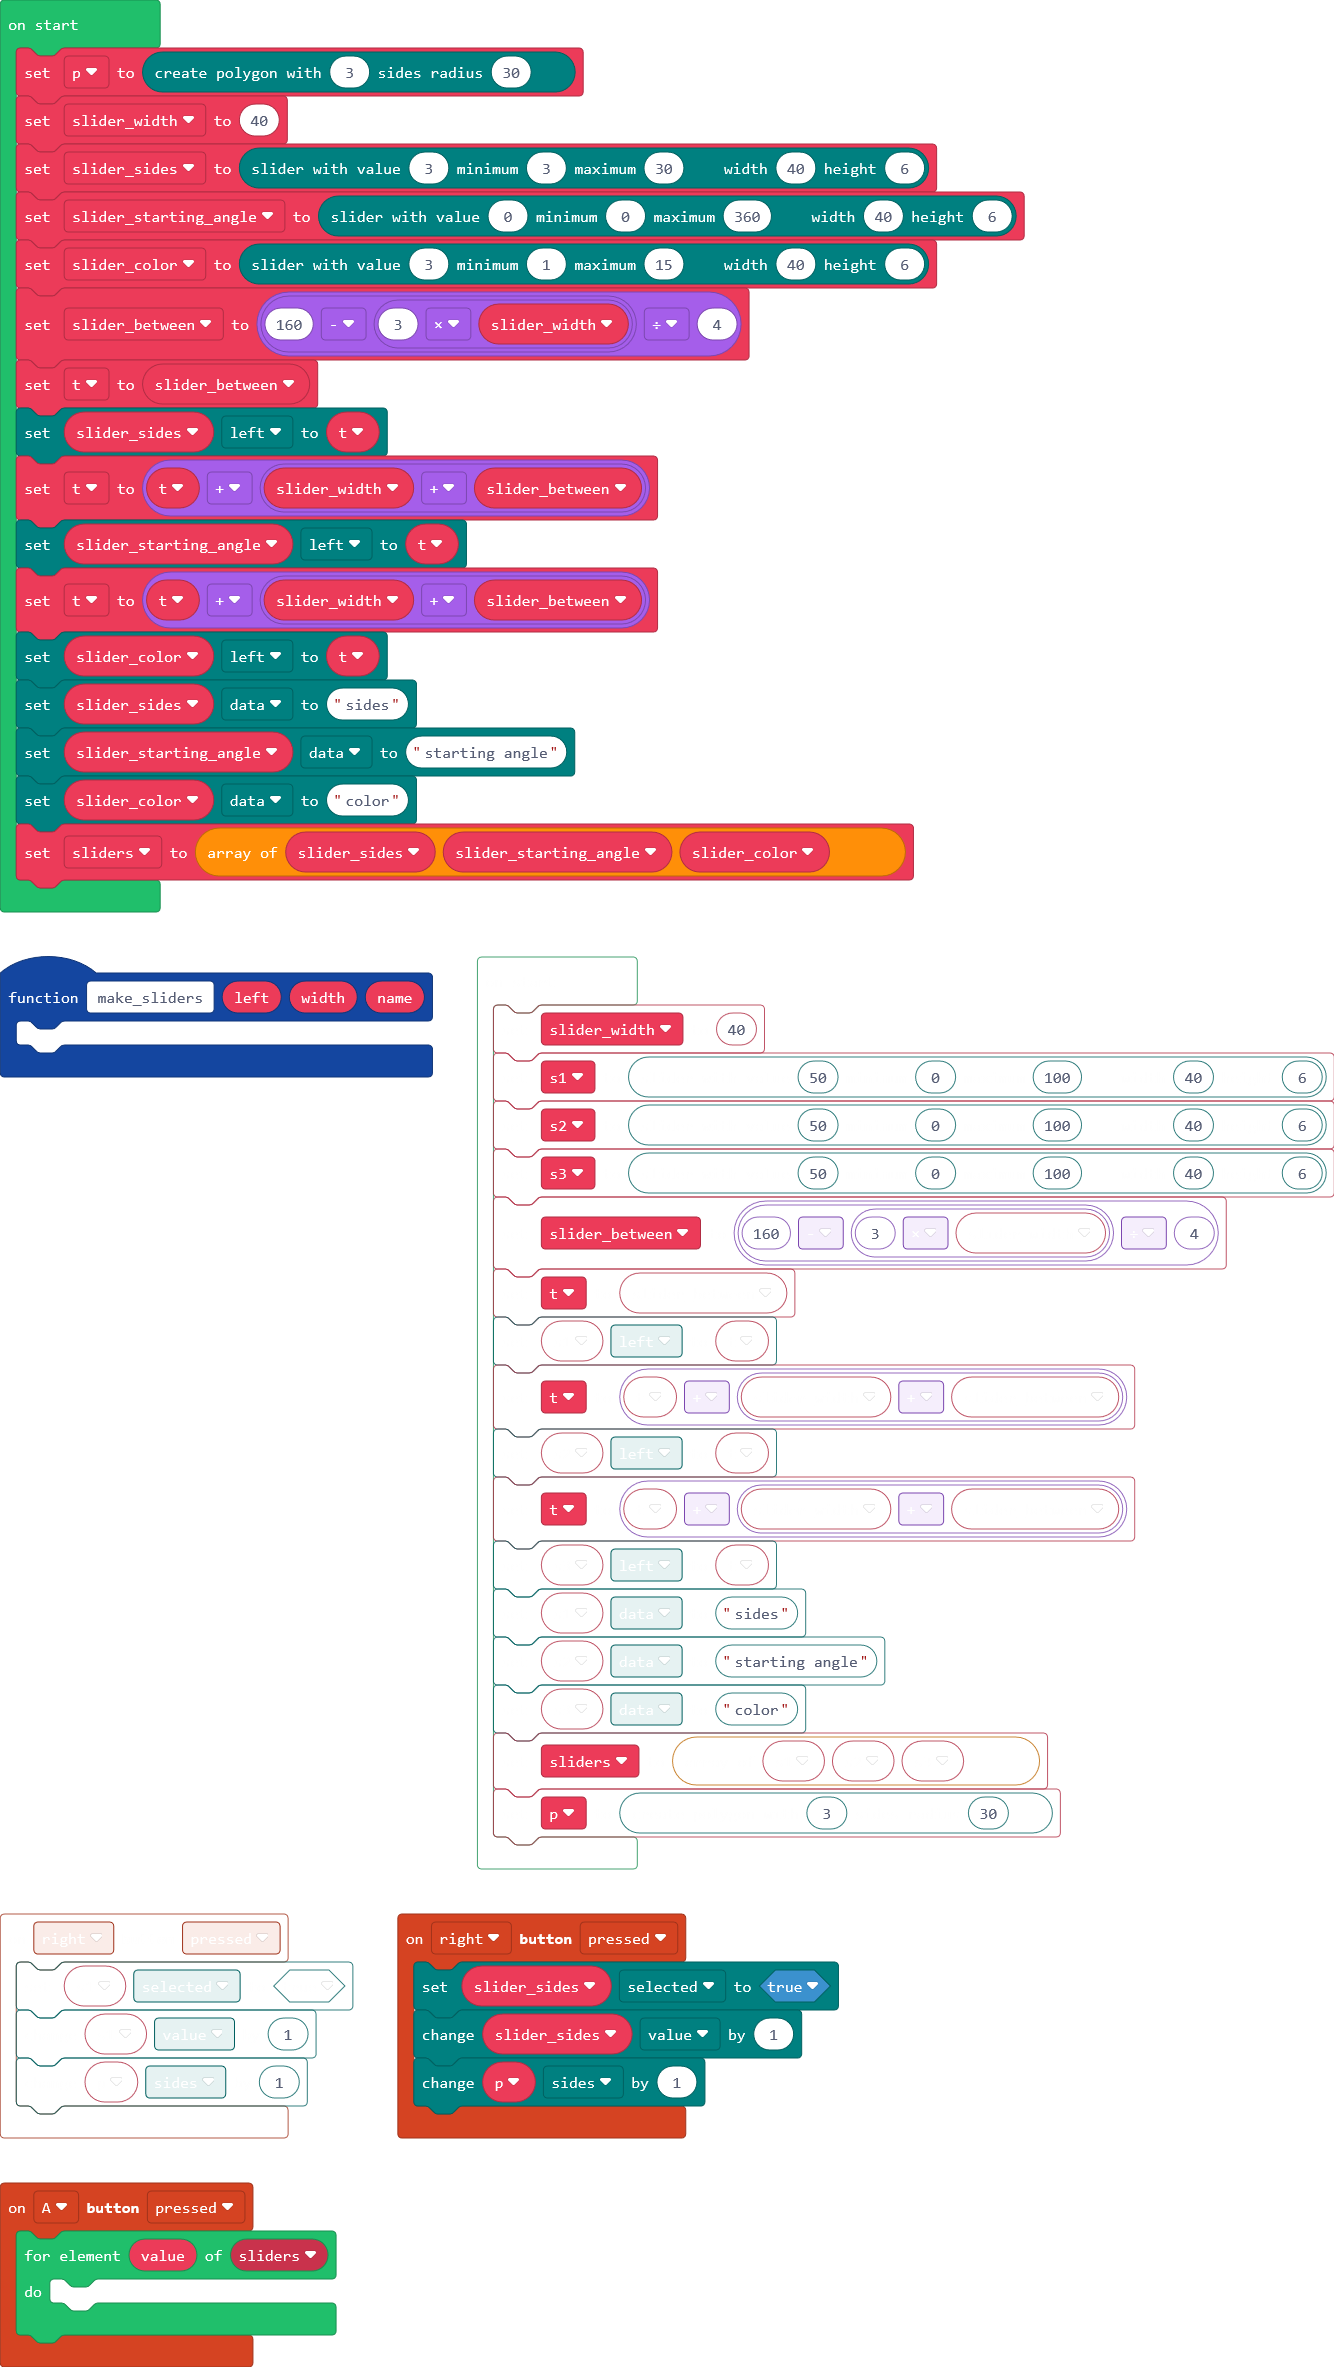 on start
set p to create polygon with 3 sides radius 30
set slider_width to 40
set slider_sides to slider with value 3 minimum 3 maximum 30 width 40 height 6
set slider_starting_angle to slider with value 0 minimum 0 maximum 360 width 40 height 6
set slider_color to slider with value 3 minimum 1 maximum 15 width 40 height 6
set slider_between to 160 - 3 × slider_width ÷ 4
set t to slider_between
set slider_sides left to t
set t to t + slider_width + slider_between
set slider_starting_angle left to t
set t to t + slider_width + slider_between
set slider_color left to t
set slider_sides data to "sides"
set slider_starting_angle data to "starting angle"
set slider_color data to "color"
set sliders to array of slider_sides slider_starting_angle slider_color
function make_sliders left width name
slider_width 40
s1 50 0 100 40 6
s2 50 0 100 40 6
s3 50 0 100 40 6
slider_between 160 - 3 × ÷ 4
t
left
t + +
left
t + +
left
data "sides"
data "starting angle"
data "color"
sliders
p 3 30
right pressed
selected
value 1
sides 1
on right button pressed
set slider_sides selected to true
change slider_sides value by 1
change p sides by 1
on A button pressed
for element value of sliders
do